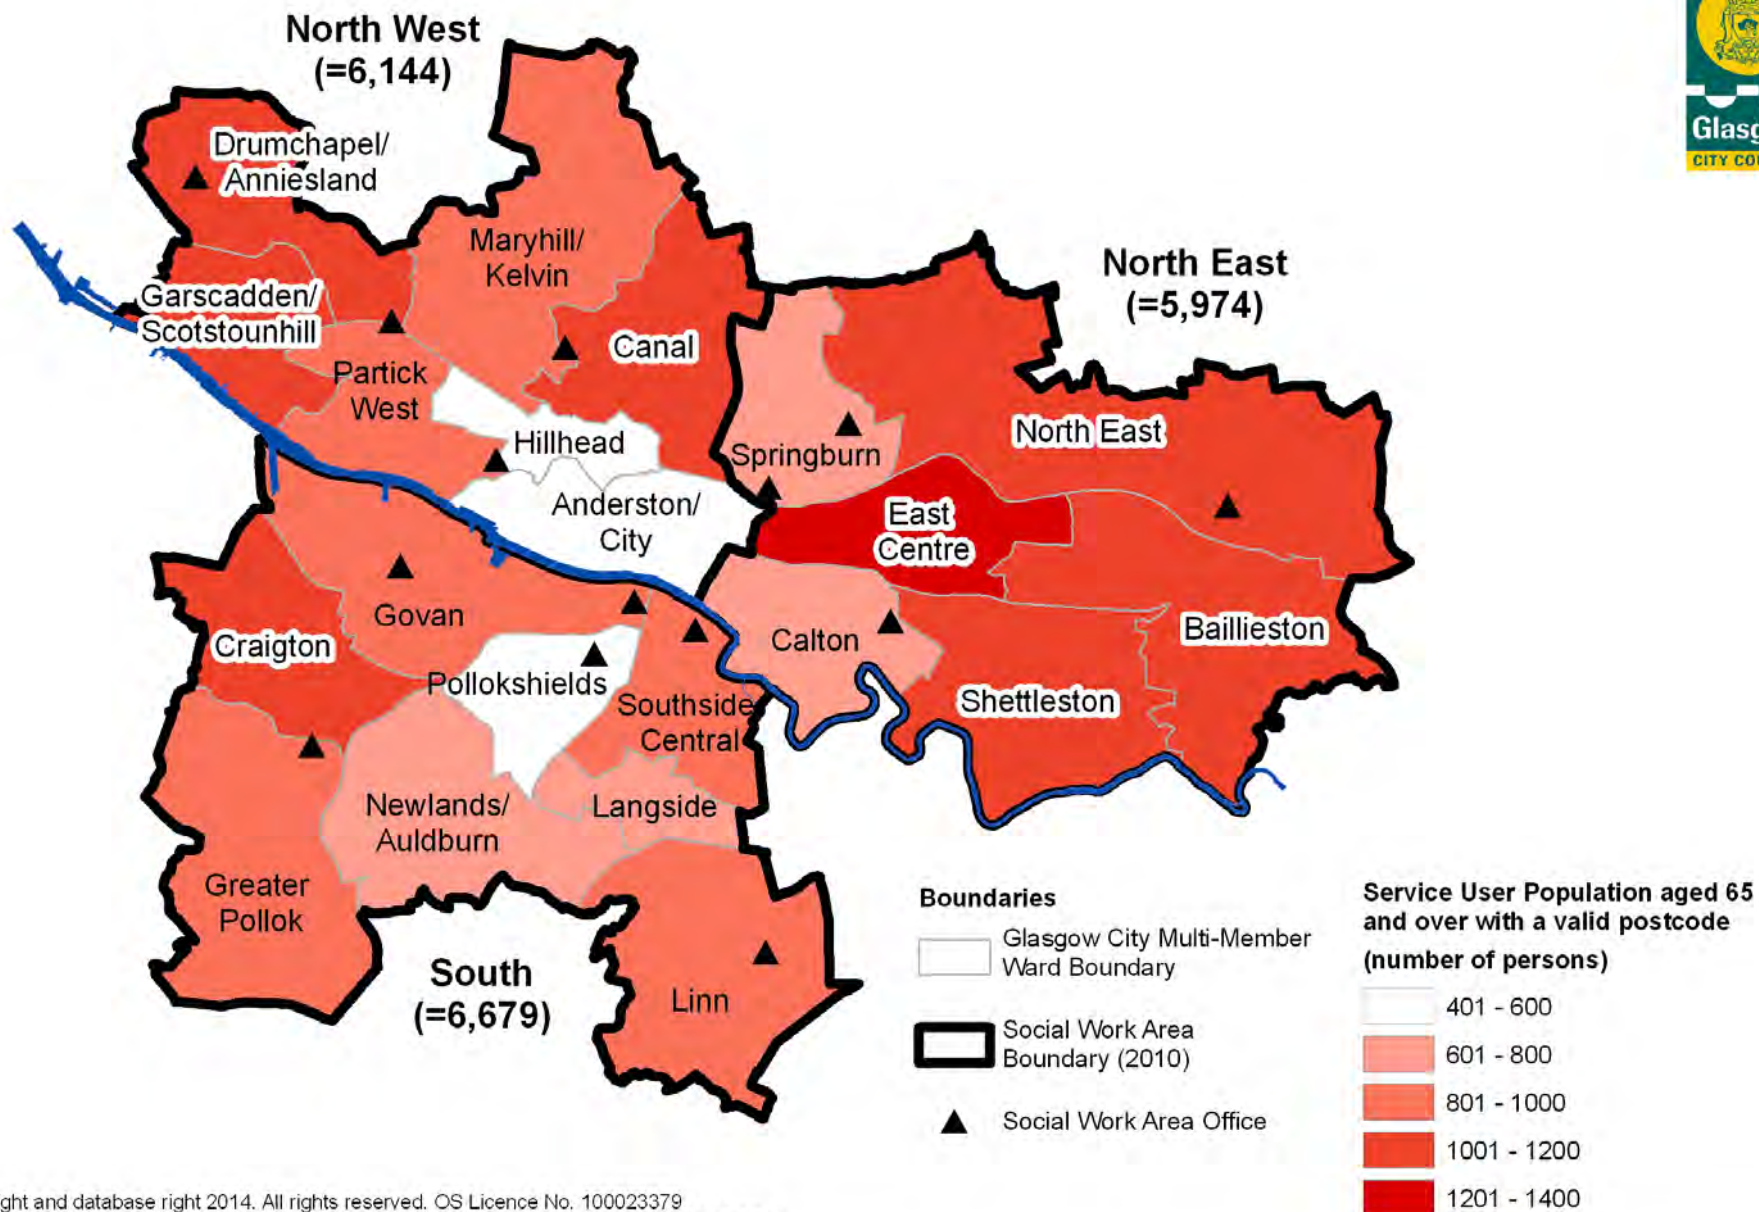 North West
(=6,144)
Drumchapel/
Anniesland
Maryhill/
Kelvin
Garscadden/
Scotstounhill
Canal
Partick
West
Hillhead
Anderston/
City
North East
(=5,974)
North East
Springburn
East
Centre
Calton
Baillieston
Shettleston
Govan
Craigton
Pollokshields
Southside
Central
Newlands/
Auldburn
Langside
Greater
Pollok
South
(=6,679)
Linn
Boundaries
Glasgow City Multi-Member
Ward Boundary
Social Work Area
Boundary (2010)
Social Work Area Office
Service User Population aged 65
and over with a valid postcode
(number of persons)
401 - 600
601 - 800
801 - 1000
1001 - 1200
1201 - 1400
ght and database right 2014. All rights reserved. OS Licence No. 100023379
Glasg
CITY COU